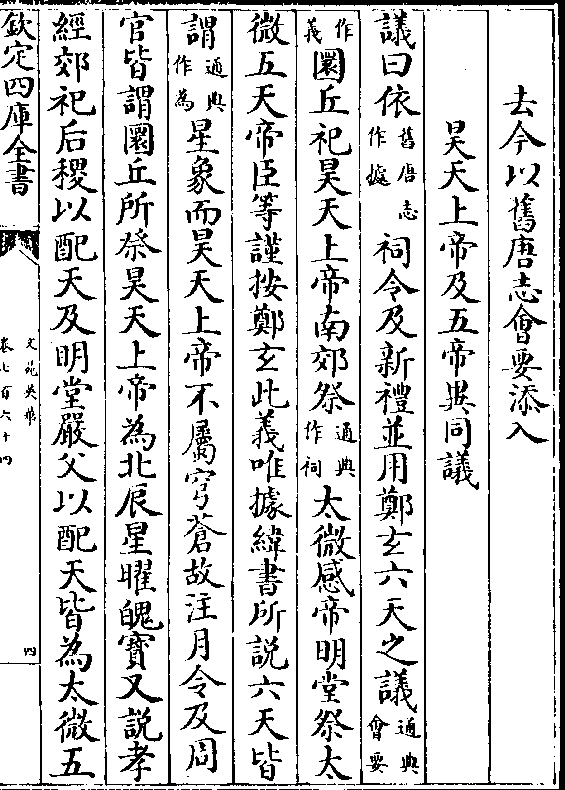 去今以舊唐志會要添入
昊天上帝及五帝異同議
議曰依舊唐志作據祠令及新禮並用鄭玄六天之議通典會要
作義圜丘祀昊天上帝南郊祭通典作祠太微感帝明堂祭太
微五天帝臣等謹按鄭玄此義唯據緯書所説六天皆
謂通典作為星象而昊天上帝不屬穹蒼故注月令及周
官皆謂圜丘所祭昊天上帝為北辰星曜魄寳又説孝
經郊祀后稷以配天及明堂嚴父以配天皆為太微五
欽定四庫全書
文苑英華
卷七百六十四
四